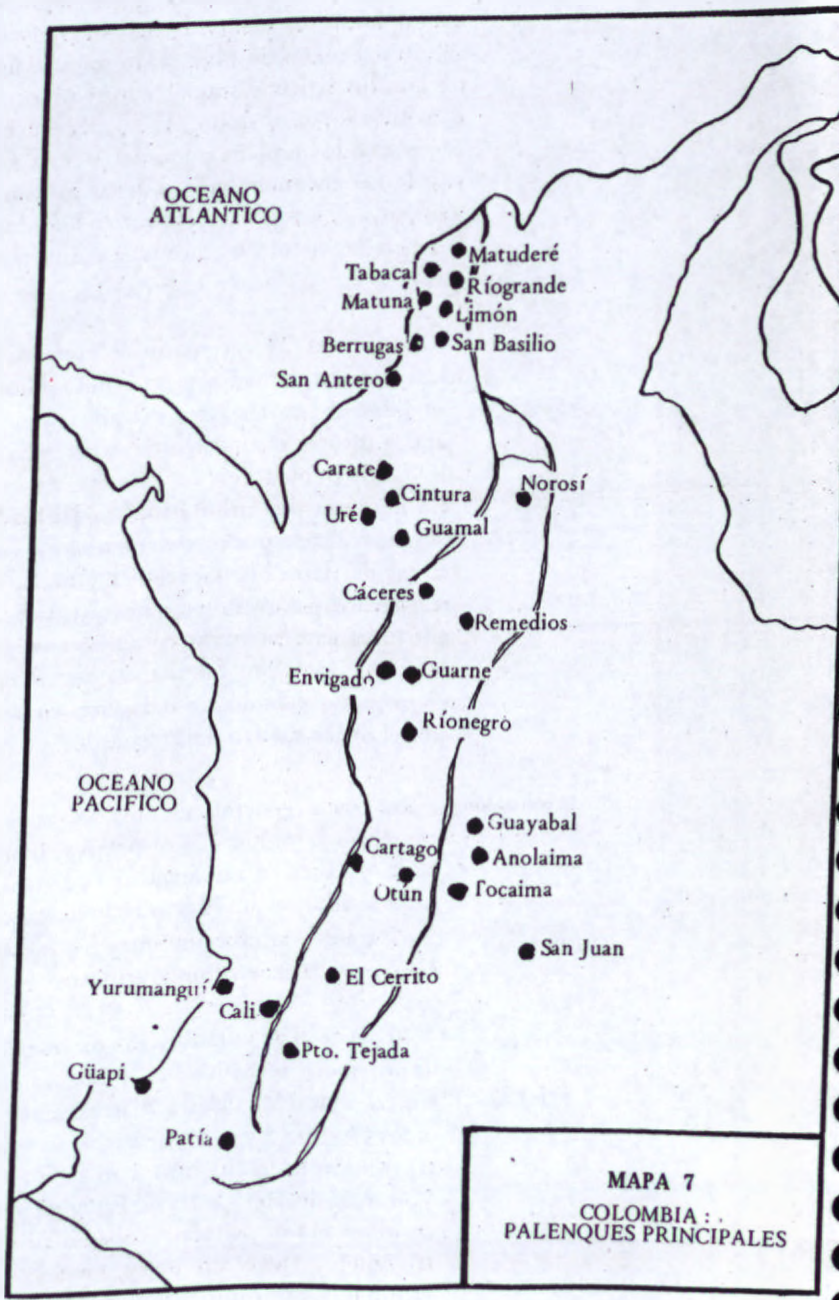 OCEANO
ATLANTICO
Matuderé
Tabacal
Ríogrande
Matuna
Limón
Berrugas
San Basilio
San Antero
Carate
Cintura
Norosí
Uré
Guamal
Cáceres
Remedios
Envigado
Guarne
Ríonegro
OCEANO
PACIFICO
Guayabal
Cartago
Anolaima
Otún
Tocaima
San Juan
El Cerrito
Yurumanguí
Cali
Pto. Tejada
Güapi
Patía
MAPA 7
COLOMBIA :
PALENQUES PRINCIPALES